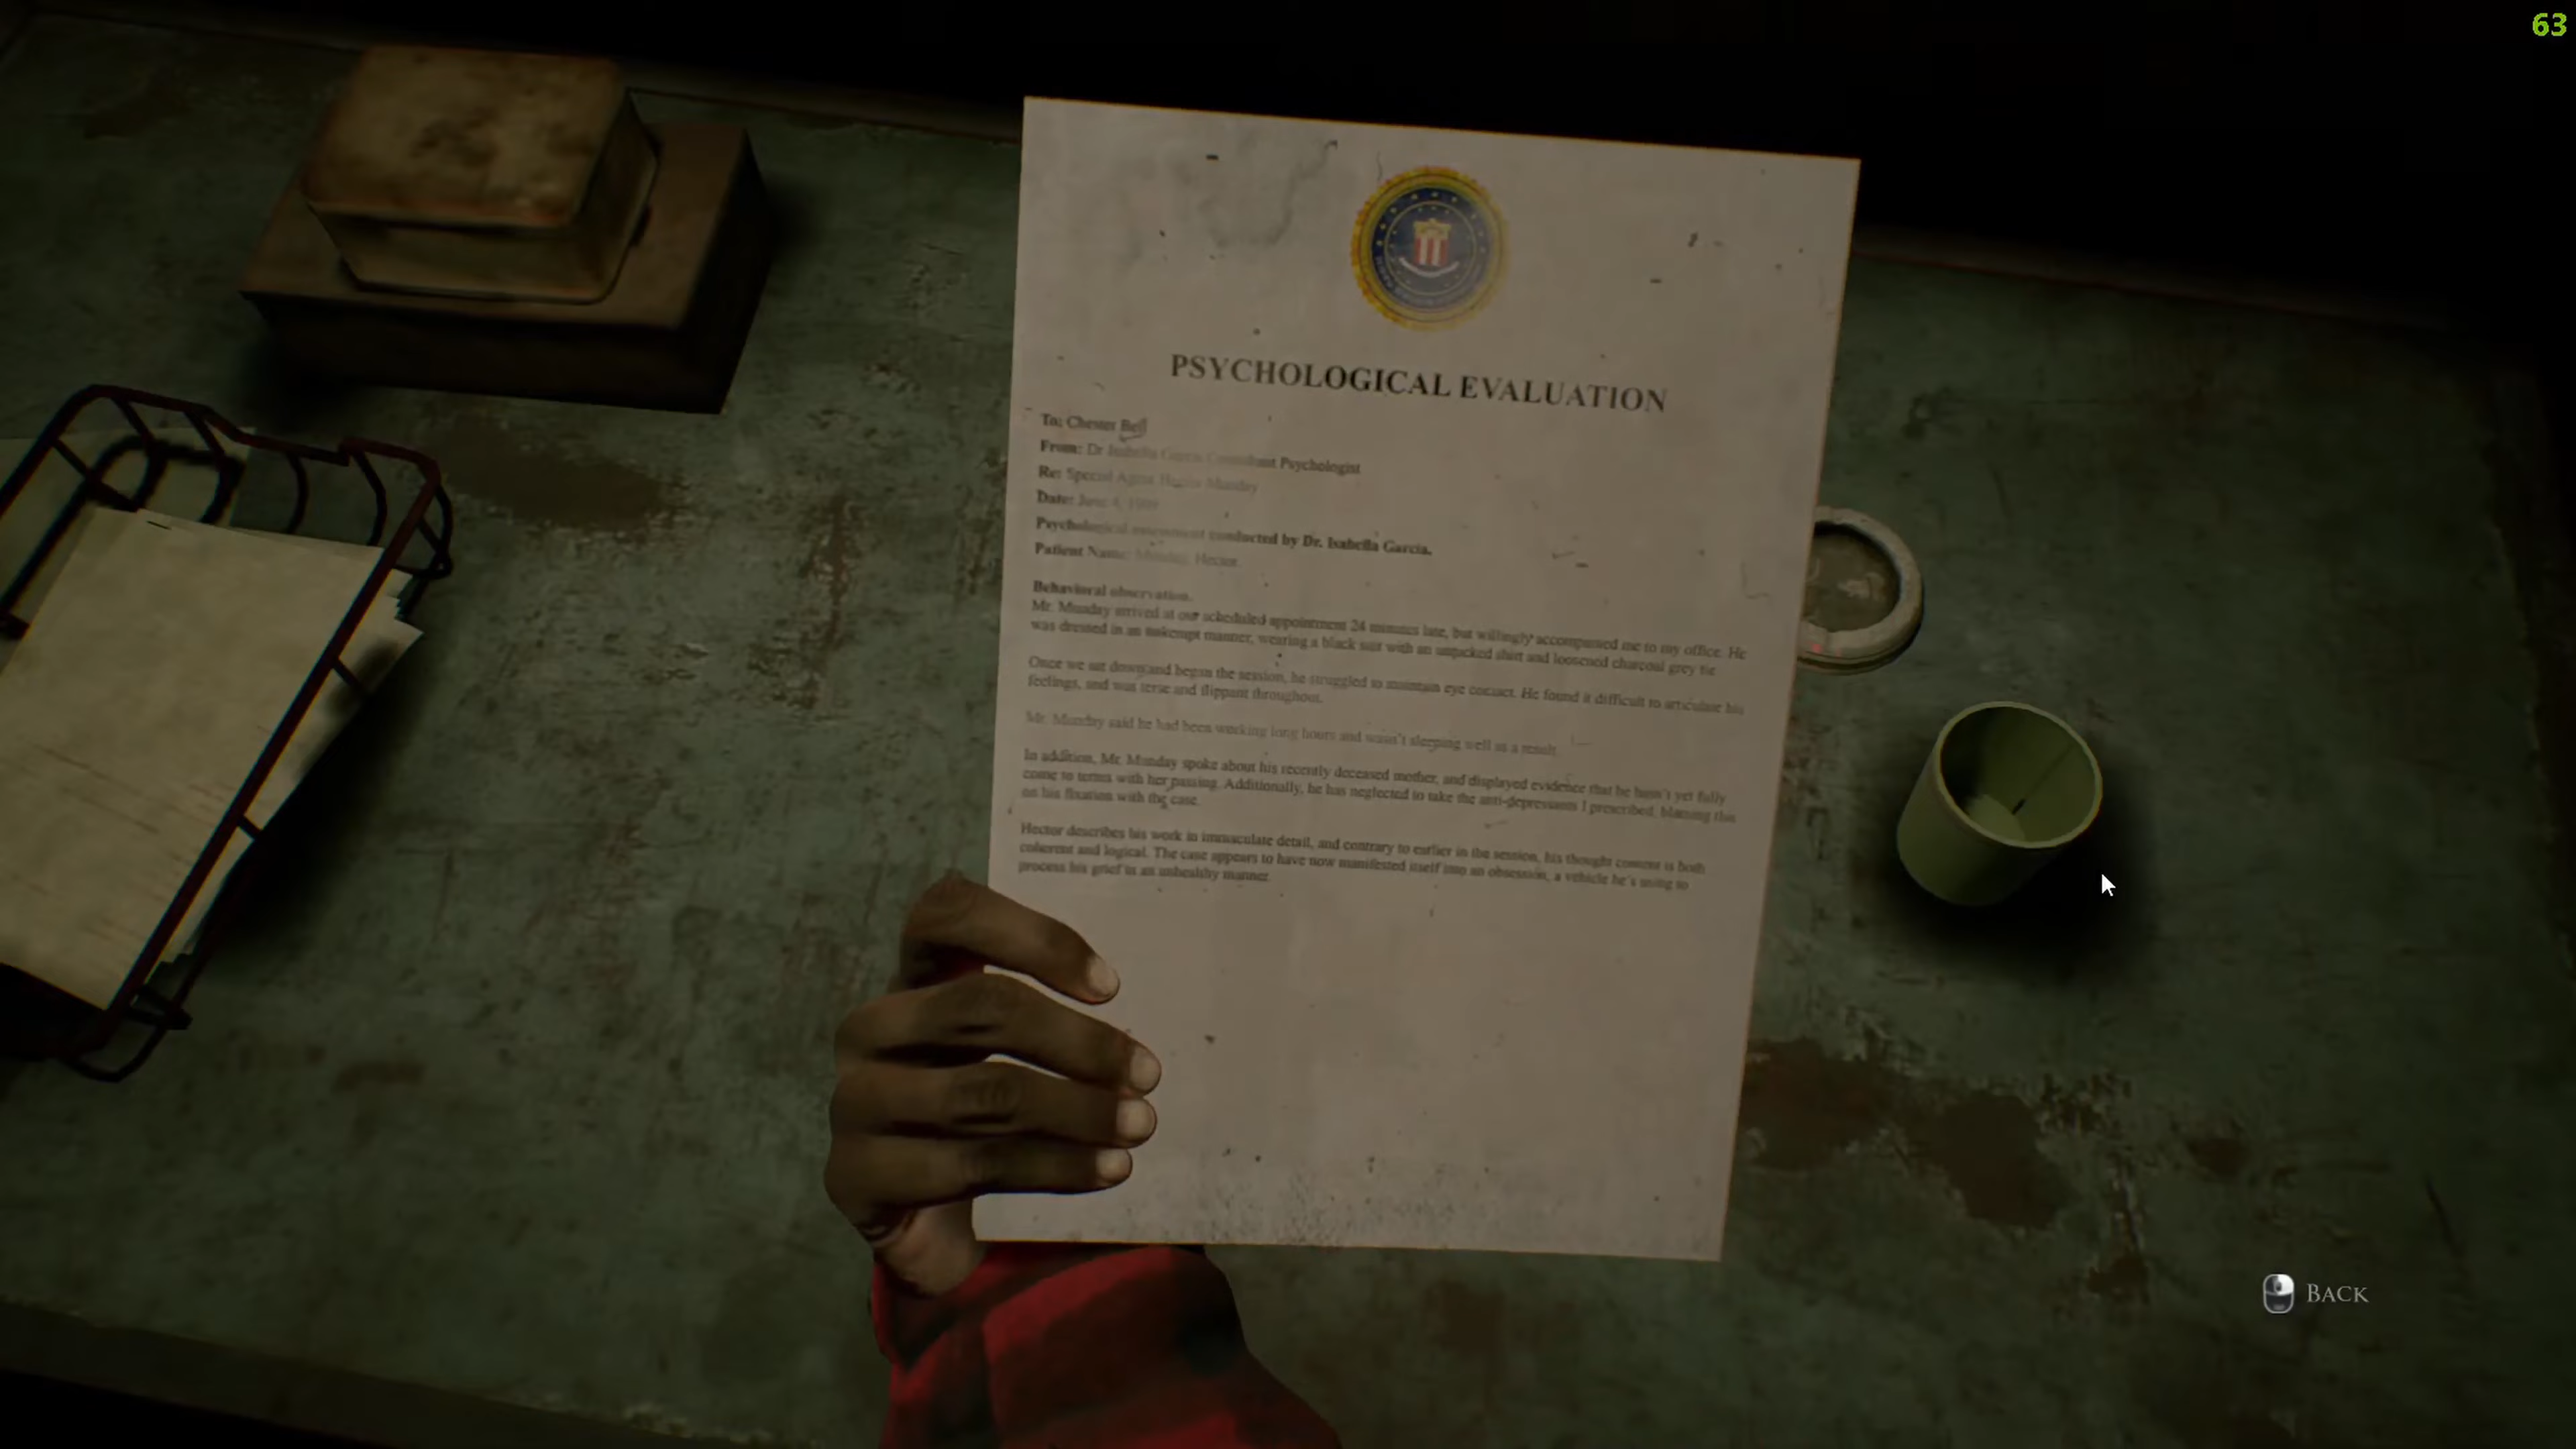 63
PSYCHOLOGICAL EVALUATION
To: Chester Bell
From: Dr Isabella Garcia Consultant Psychologist
Re: Special Agent Hector Munday
Date: June 4,
Psychological assessment conducted by Dr. Isabella Garcia.
Patient Name: Munday, Hector.
Behavioral observation.
Mr. Munday arrived at our scheduled appointment 24 minutes late, but willingly accompanied me to my office. He
was dressed in an unkempt manner, wearing a black suit with an untucked shirt and loosened charcoal grey tie
Once we sat down and began the session, he struggled to maintain eye contact. He found it difficult to articulate his
feelings, and was terse and flippant throughout.
Mr. Munday said he had been working long hours and wasn't sleeping well as a result
In addition, Mr. Munday spoke about his recently deceased mother, and displayed evidence that he hasn't yet fully
come to terms with her passing. Additionally, he has neglected to take the anti-depressants I prescribed, blaming this
on his fixation with the case.
Hector describes his work in immaculate detail, and contrary to earlier in the session, his thought content is both
coherent and logical. The case appears to have now manifested itself into an obsession, a vehicle he's using to
process his grief in an unhealthy manner.
BACK